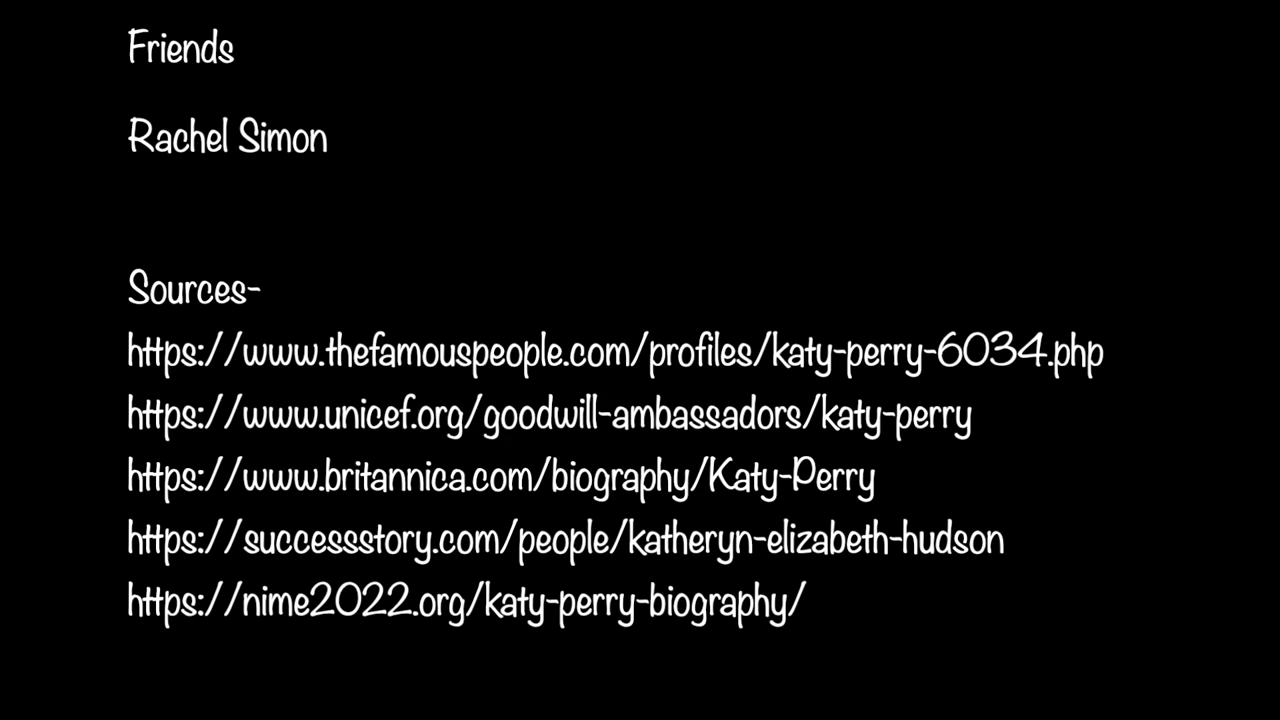 Friends
Rachel Simon
Sources-
https://www.thefamouspeople.com/profiles/katy-perry-6034.php
https://www.unicef.org/goodwill-ambassadors/katy-perry
https://www.britannica.com/biography/Katy-Perry
https://successstory.com/people/katheryn-elizabeth-hudson
https://nime2022.org/katy-perry-biography/